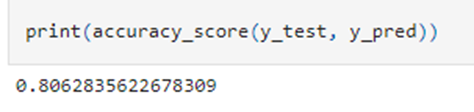 print(accuracy_score(y_test, y_pred))
0.8062835622678309